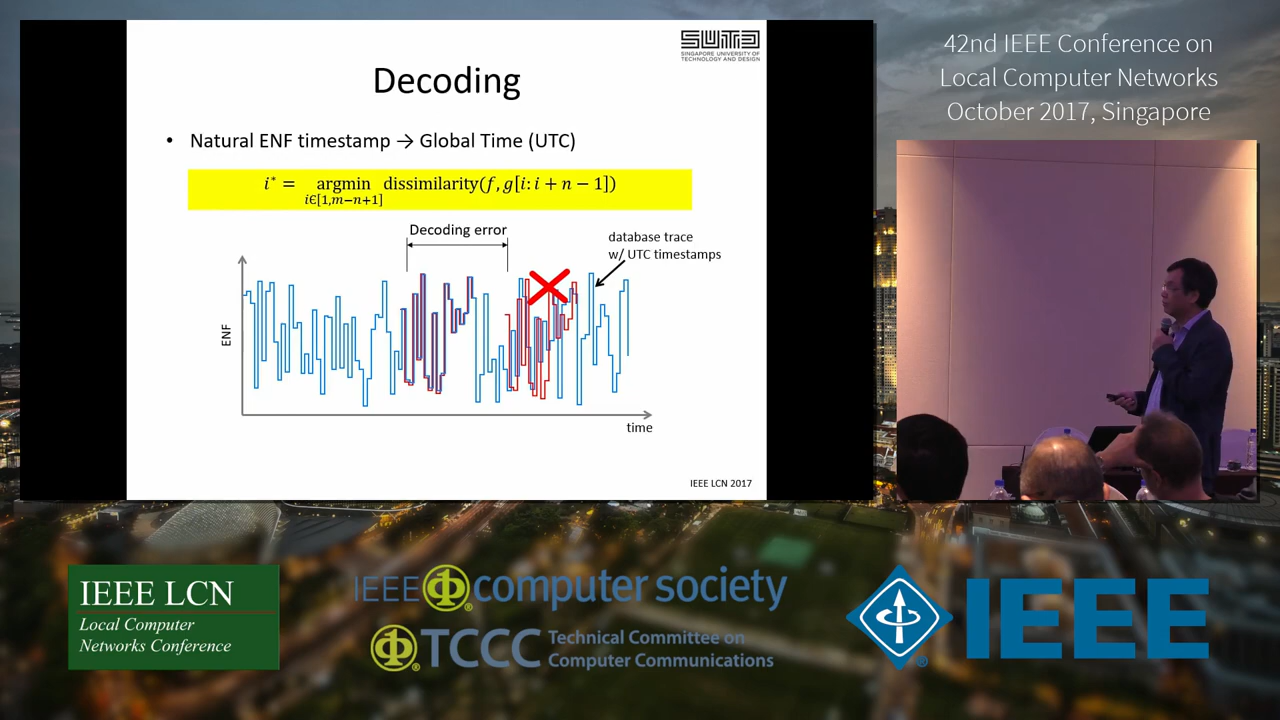 SUTD
SINGAPORE UNIVERSITY OF
TECHNOLOGY AND DESIGN
Decoding
• Natural ENF timestamp → Global Time (UTC)
i* = argmin dissimilarity(f, g[i: i + n − 1])
i∈[1,m−n+1]
Decoding error
database trace
w/ UTC timestamps
ENF
time
IEEE LCN 2017
42nd IEEE Conference on
Local Computer Networks
October 2017, Singapore
IEEE LCN
Local Computer
Networks Conference
IEEE computer society
TCCC Technical Committee on
Computer Communications
IEEE